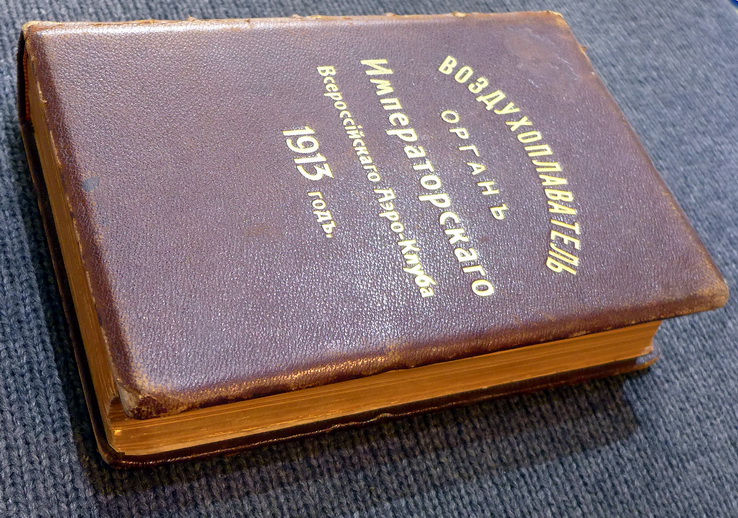 ВОЗДУХОПЛАВАТЕЛЬ
ОРГАНЪ
Императорскаго
Всероссійскаго Аэро-Клуба
1913 годъ.